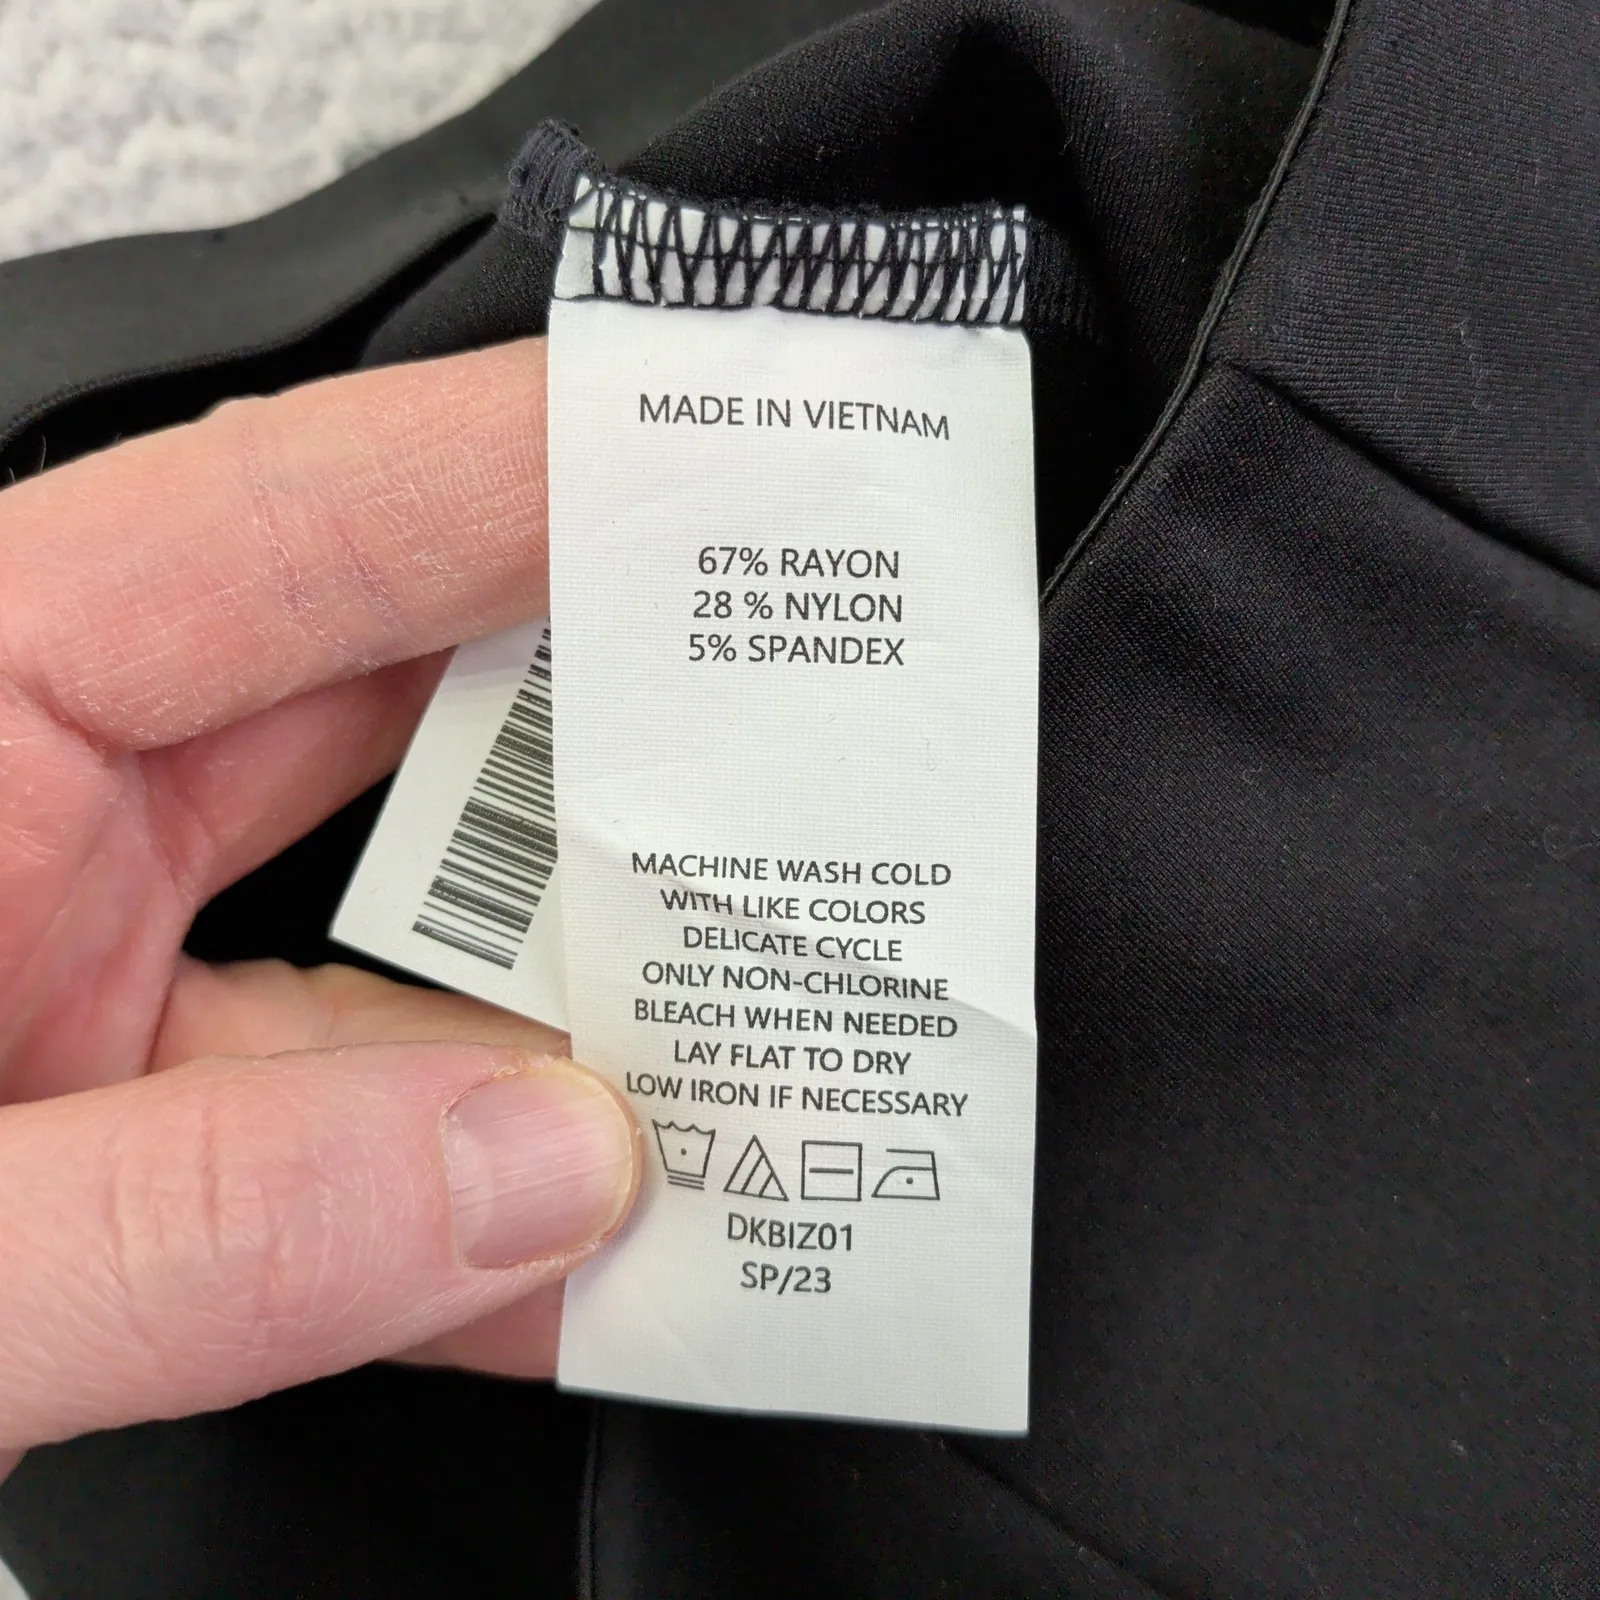 MADE IN VIETNAM
67% RAYON
28 % NYLON
5% SPANDEX
MACHINE WASH COLD
WITH LIKE COLORS
DELICATE CYCLE
ONLY NON-CHLORINE
BLEACH WHEN NEEDED
LAY FLAT TO DRY
LOW IRON IF NECESSARY
DKBIZ01
SP/23